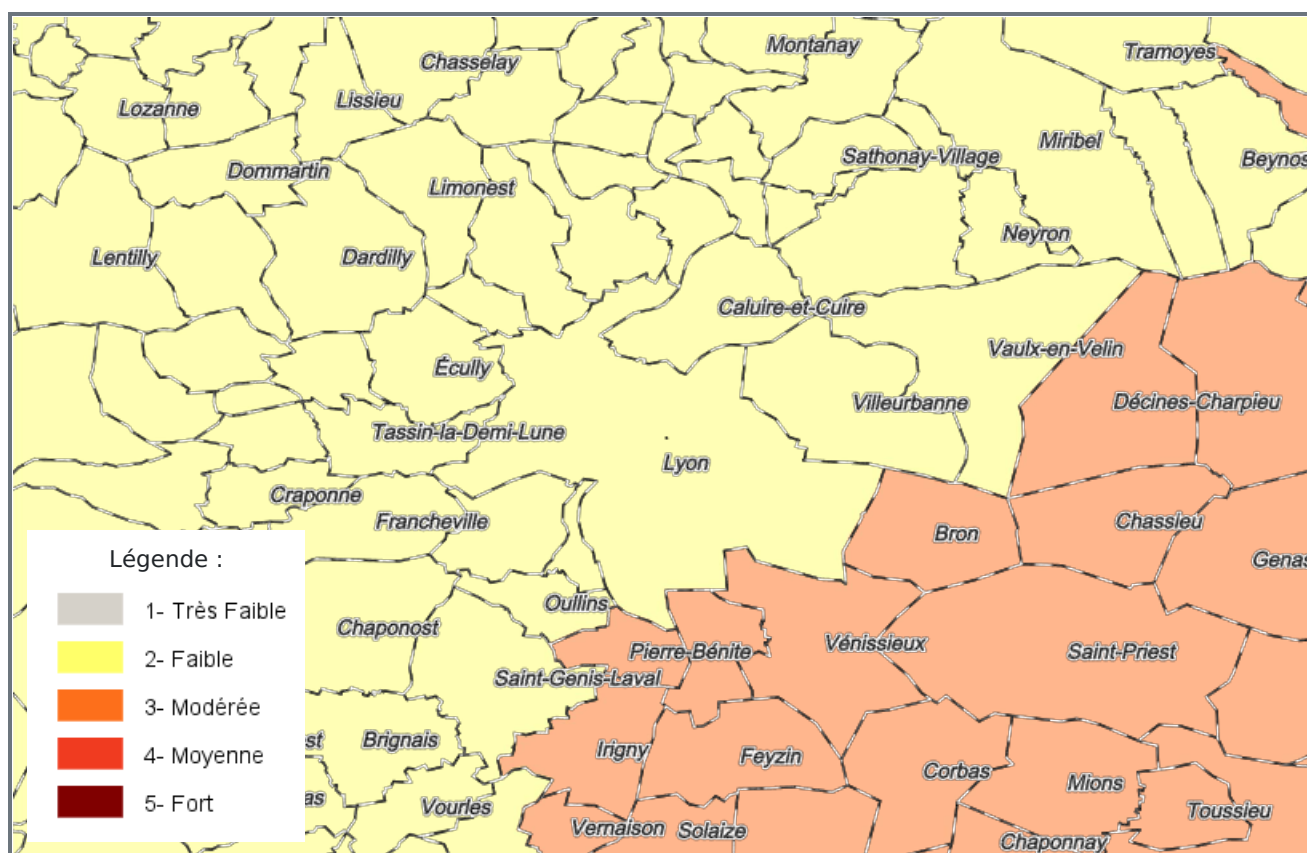 Montanay
Tramoyes
Chasselay
Lissieu
Lozanne
Miribel
Sathonay-Village
Beynos
Dommartin
Limonest
Neyron
Lentilly
Dardilly
Caluire-et-Cuire
Vaulx-en-Velin
Écully
Villeurbanne
Décines-Charpieu
Tassin-la-Demi-Lune
Lyon
Craponne
Francheville
Chassieu
Bron
Genas
Légende :
1- Très Faible
2- Faible
3- Modérée
4- Moyenne
5- Fort
Oullins
Chaponost
Vénissieux
Pierre-Bénite
Saint-Priest
Saint-Genis-Laval
st
Brignais
Irigny
Feyzin
Corbas
Mions
as
Vourles
Toussieu
Vernaison
Solaize
Chaponnay